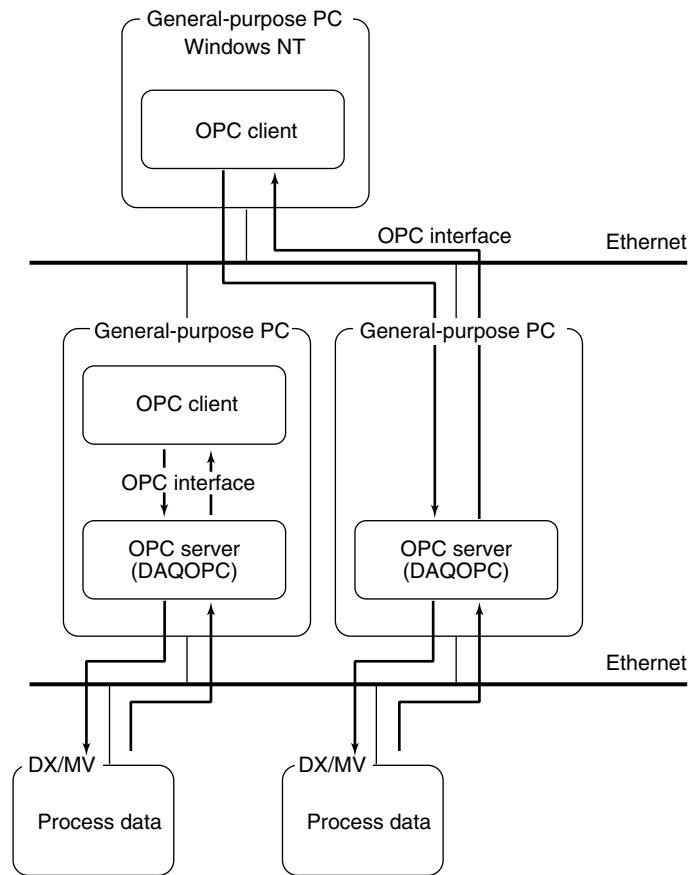 General-purpose PC
Windows NT
OPC client
OPC interface
Ethernet
General-purpose PC
General-purpose PC
OPC client
OPC interface
OPC server
(DAQOPC)
OPC server
(DAQOPC)
Ethernet
DX/MV
DX/MV
Process data
Process data